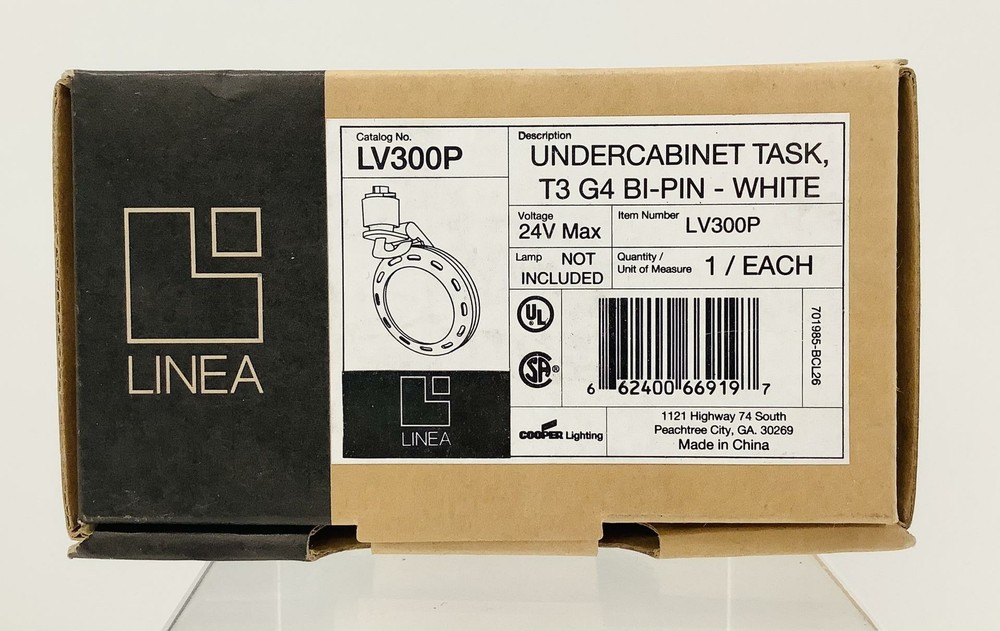 LINEA
Catalog No.
LV300P
LINEA
Description
UNDERCABINET TASK,
T3 G4 BI-PIN - WHITE
Voltage
24V Max
Item Number
LV300P
Lamp NOT
INCLUDED
Quantity /
Unit of Measure
1 / EACH
UL
SA®
6 62400 66919 7
701985-BCL26
COOPER Lighting
1121 Highway 74 South
Peachtree City, GA. 30269
Made in China